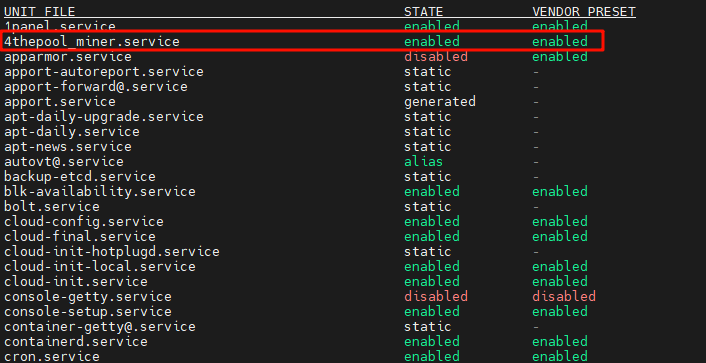 UNIT FILE STATE VENDOR PRESET
1panel.service enabled enabled
4thepool_miner.service enabled enabled
apparmor.service disabled enabled
apport-autoreport.service static -
apport-forward@.service static -
apport.service generated -
apt-daily-upgrade.service static -
apt-daily.service static -
apt-news.service static -
autovt@.service alias -
backup-etcd.service static -
blk-availability.service enabled enabled
bolt.service static -
cloud-config.service enabled enabled
cloud-final.service enabled enabled
cloud-init-hotplugd.service static -
cloud-init-local.service enabled enabled
cloud-init.service enabled enabled
console-getty.service disabled disabled
console-setup.service enabled enabled
container-getty@.service static -
containerd.service enabled enabled
cron.service enabled enabled